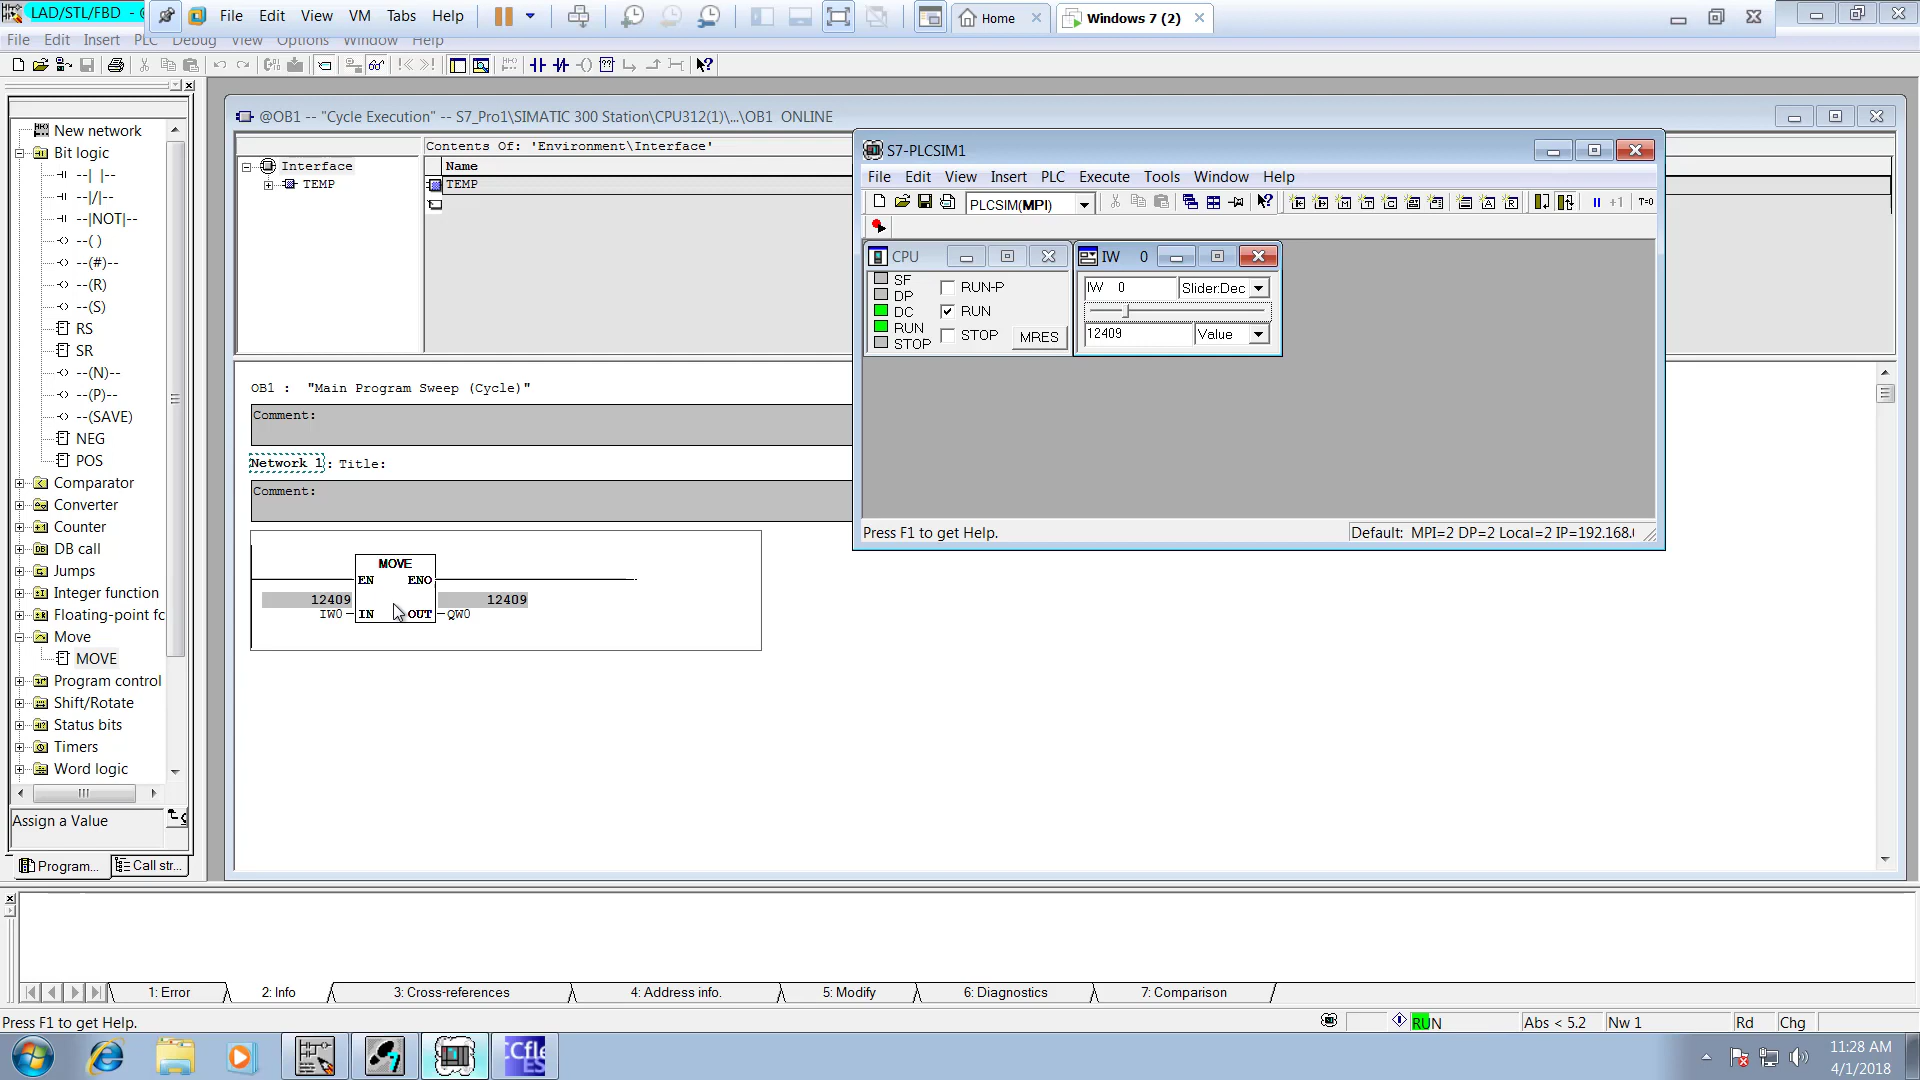 LAD/STL/FBD - @
File Edit View VM Tabs Help
Home
Windows 7 (2)
File Edit Insert PLC Debug View Options Window Help
@OB1 -- "Cycle Execution" -- S7_Pro1\SIMATIC 300 Station\CPU312(1)\...\OB1 ONLINE
New network
Bit logic
--| |--
--|/|--
--|NOT|--
--( )
--(#)--
--(R)
--(S)
RS
SR
--(N)--
--(P)--
--(SAVE)
NEG
POS
Comparator
Converter
Counter
DB call
Jumps
Integer function
Floating-point fc
Move
MOVE
Program control
Shift/Rotate
Status bits
Timers
Word logic
Assign a Value
Program...
Call str...
Interface
TEMP
Contents Of: 'Environment\Interface'
Name
TEMP
OB1 : "Main Program Sweep (Cycle)"
Comment:
Network 1: Title:
Comment:
MOVE
EN ENO
12409 12409
IW0 IN OUT QW0
S7-PLCSIM1
File Edit View Insert PLC Execute Tools Window Help
PLCSIM(MPI)
+1 T=0
CPU
SF
DP
DC
RUN
STOP
RUN-P
RUN
STOP
MRES
IW 0
IW 0 Slider:Dec
12409 Value
Press F1 to get Help.
Default: MPI=2 DP=2 Local=2 IP=192.168.(
1: Error 2: Info 3: Cross-references 4: Address info. 5: Modify 6: Diagnostics 7: Comparison
Press F1 to get Help.
RUN Abs < 5.2 Nw 1 Rd Chg
CCfle
ES
11:28 AM
4/1/2018